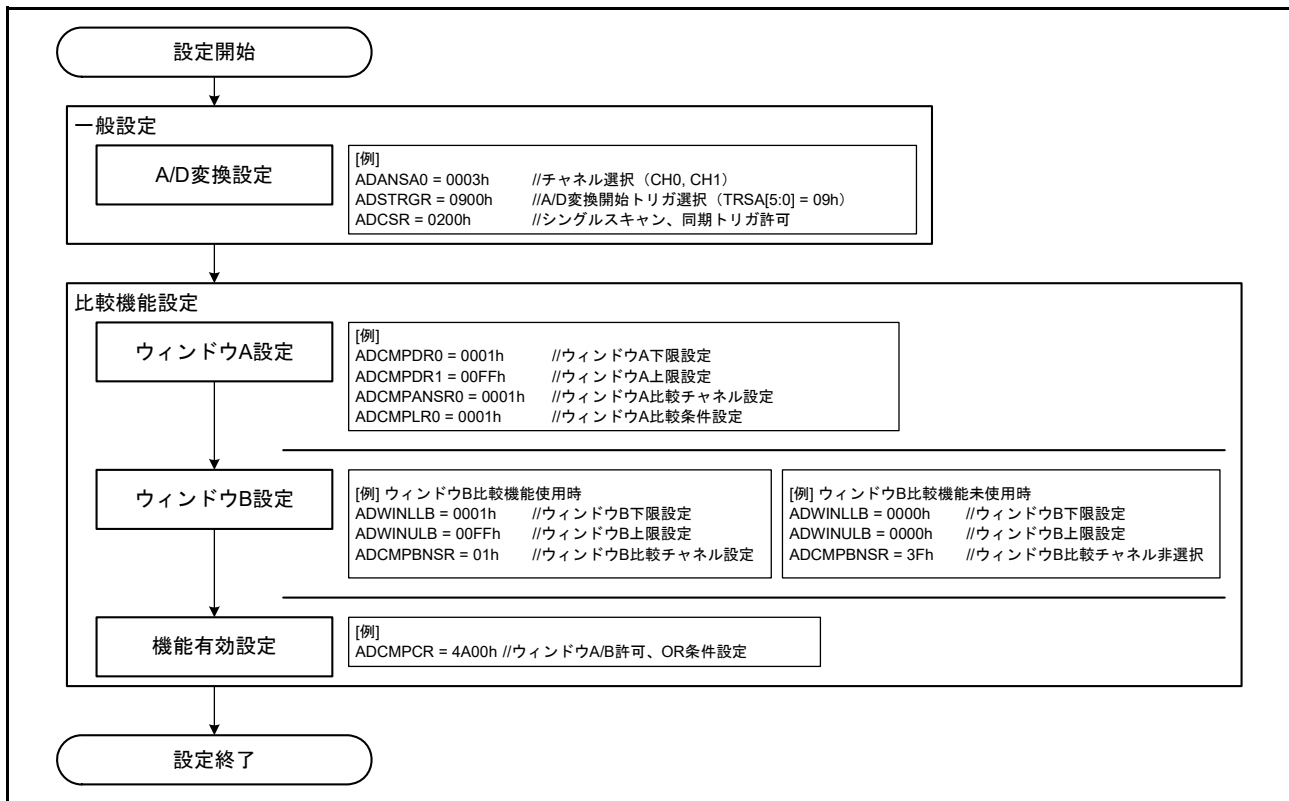 設定開始
一般設定
A/D変換設定
[例]
ADANSA0 = 0003h //チャネル選択（CH0, CH1）
ADSTRGR = 0900h //A/D変換開始トリガ選択（TRSA[5:0] = 09h）
ADCSR = 0200h //シングルスキャン、同期トリガ許可
比較機能設定
ウィンドウA設定
[例]
ADCMPDR0 = 0001h //ウィンドウA下限設定
ADCMPDR1 = 00FFh //ウィンドウA上限設定
ADCMPANSR0 = 0001h //ウィンドウA比較チャネル設定
ADCMPLR0 = 0001h //ウィンドウA比較条件設定
ウィンドウB設定
[例] ウィンドウB比較機能使用時
ADWINLLB = 0001h //ウィンドウB下限設定
ADWINULB = 00FFh //ウィンドウB上限設定
ADCMPBNSR = 01h //ウィンドウB比較チャネル設定
[例] ウィンドウB比較機能未使用時
ADWINLLB = 0000h //ウィンドウB下限設定
ADWINULB = 0000h //ウィンドウB上限設定
ADCMPBNSR = 3Fh //ウィンドウB比較チャネル非選択
機能有効設定
[例]
ADCMPCR = 4A00h //ウィンドウA/B許可、OR条件設定
設定終了